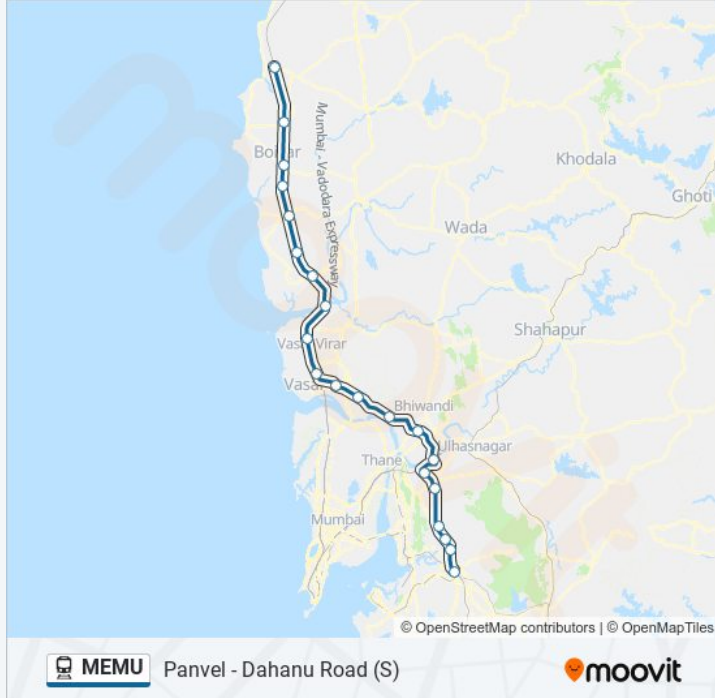 Mumbai - Vadodara Expressway
Boisar
Khodala
Ghoti
Wada
Shahapur
Vasai-Virar
Vasai
Bhiwandi
Ulhasnagar
Thane
Mumbai
© OpenStreetMap contributors | © OpenMapTiles
MEMU
Panvel - Dahanu Road (S)
moovit